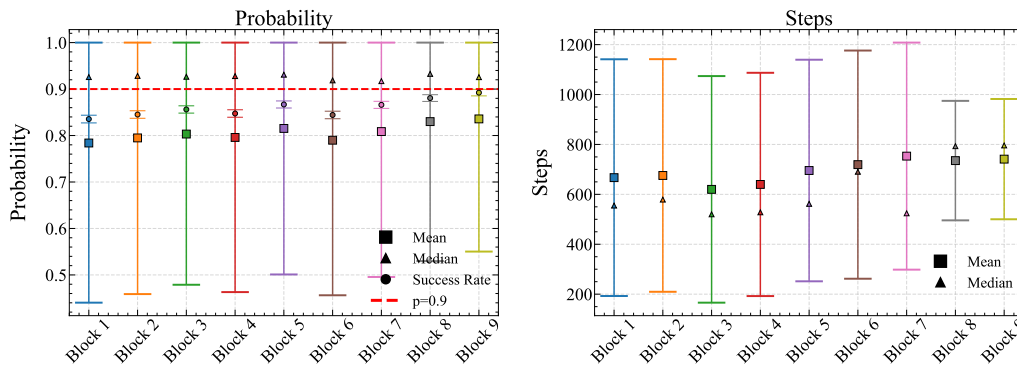 Probability
Probability
1.0
0.9
0.8
0.7
0.6
0.5
Mean
Median
Success Rate
p=0.9
Block 1
Block 2
Block 3
Block 4
Block 5
Block 6
Block 7
Block 8
Block 9
Steps
Steps
1200
1000
800
600
400
200
Mean
Median
Block 1
Block 2
Block 3
Block 4
Block 5
Block 6
Block 7
Block 8
Block 9